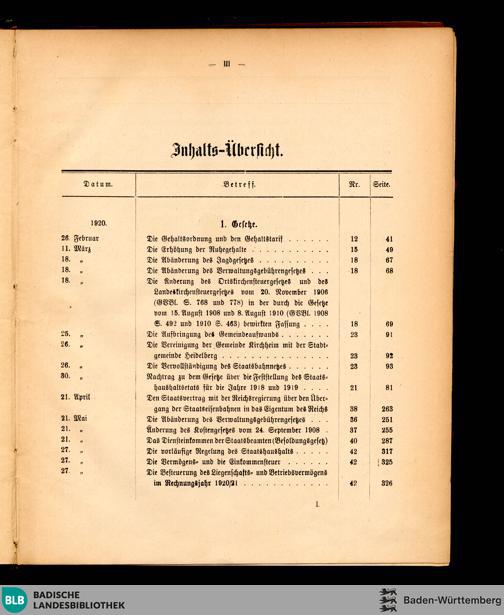 — III —
Inhalts-Übersicht.
Datum. Betreff. Nr. Seite.
1920. I. Gesetze.
26. Februar Die Gehaltsordnung und den Gehaltstarif . . . . . . 12 41
11. März Die Erhöhung der Ruhegehalte . . . . . . . . . . . 15 49
18. „ Die Abänderung des Jagdgesetzes . . . . . . . . . . 18 67
18. „ Die Abänderung des Verwaltungsgebührengesetzes . . . 18 68
18. „ Die Änderung des Ortskirchensteuergesetzes und des
Landeskirchensteuergesetzes vom 20. November 1906
(GVBl. S. 768 und 778) in der durch die Gesetze
vom 15. August 1908 und 8. August 1910 (GVBl. 1908
S. 492 und 1910 S. 463) bewirkten Fassung . . . . 18 69
25. „ Die Aufbringung des Gemeindeaufwands . . . . . . . 23 91
26. „ Die Vereinigung der Gemeinde Kirchheim mit der Stadt-
gemeinde Heidelberg . . . . . . . . . . . . . . 23 92
26. „ Die Vervollständigung des Staatsbahnnetzes . . . . . . 23 93
30. „ Nachtrag zu dem Gesetze über die Feststellung des Staats-
haushaltsetats für die Jahre 1918 und 1919 . . . . 21 81
21. April Den Staatsvertrag mit der Reichsregierung über den Über-
gang der Staatseisenbahnen in das Eigentum des Reichs 38 263
21. Mai Die Abänderung des Verwaltungsgebührengesetzes . . . 36 251
21. „ Änderung des Kostengesetzes vom 24. September 1908 . 37 255
21. „ Das Diensteinkommen der Staatsbeamten (Besoldungsgesetz) 40 287
27. „ Die vorläufige Regelung des Staatshaushalts . . . . . 42 317
27. „ Die Vermögens- und die Einkommensteuer . . . . . . 42 325
27. „ Die Besteuerung des Liegenschafts- und Betriebsvermögens
im Rechnungsjahr 1920/21 . . . . . . . . . . . . 42 326
I.
BLB BADISCHE
LANDESBIBLIOTHEK
Baden-Württemberg